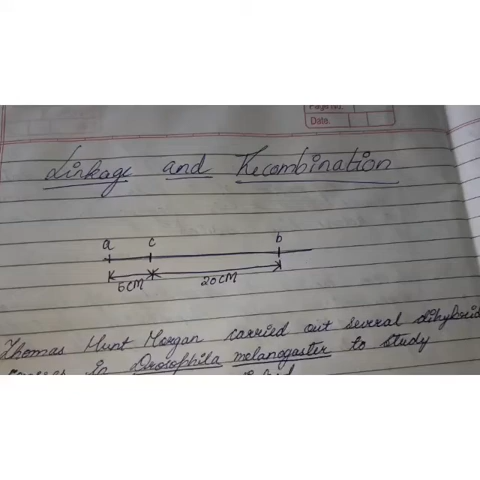 Page No.
Date.
Linkage and Recombination
a c b
5CM 20CM
Thomas Hunt Morgan carried out several dihybrid
in Drosophila melanogaster to study